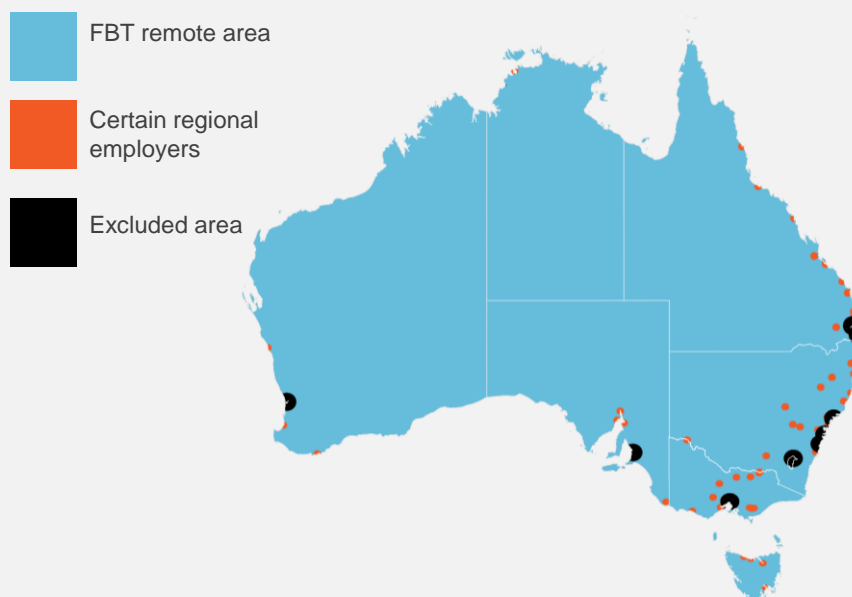 FBT remote area
Certain regional
employers
Excluded area